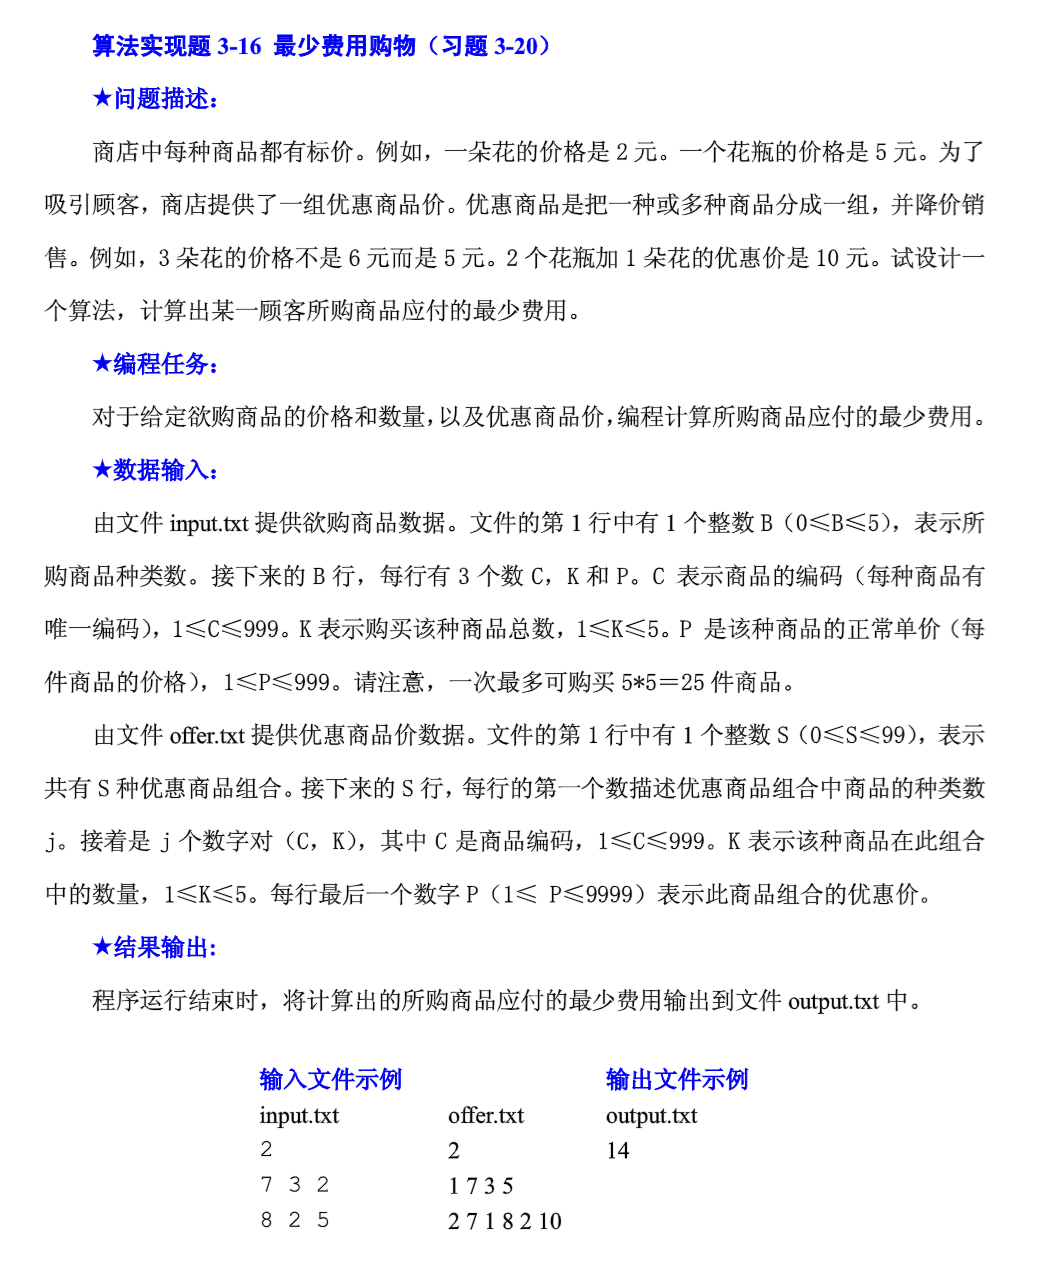 算法实现题 3-16 最少费用购物（习题 3-20）
★问题描述：
商店中每种商品都有标价。例如，一朵花的价格是 2 元。一个花瓶的价格是 5 元。为了
吸引顾客，商店提供了一组优惠商品价。优惠商品是把一种或多种商品分成一组，并降价销
售。例如，3 朵花的价格不是 6 元而是 5 元。2 个花瓶加 1 朵花的优惠价是 10 元。试设计一
个算法，计算出某一顾客所购商品应付的最少费用。
★编程任务：
对于给定欲购商品的价格和数量，以及优惠商品价，编程计算所购商品应付的最少费用。
★数据输入：
由文件 input.txt 提供欲购商品数据。文件的第 1 行中有 1 个整数 B（0≤B≤5），表示所
购商品种类数。接下来的 B 行，每行有 3 个数 C，K 和 P。C 表示商品的编码（每种商品有
唯一编码），1≤C≤999。K 表示购买该种商品总数，1≤K≤5。P 是该种商品的正常单价（每
件商品的价格），1≤P≤999。请注意，一次最多可购买 5*5＝25 件商品。
由文件 offer.txt 提供优惠商品价数据。文件的第 1 行中有 1 个整数 S（0≤S≤99），表示
共有 S 种优惠商品组合。接下来的 S 行，每行的第一个数描述优惠商品组合中商品的种类数
j。接着是 j 个数字对（C，K），其中 C 是商品编码，1≤C≤999。K 表示该种商品在此组合
中的数量，1≤K≤5。每行最后一个数字 P（1≤ P≤9999）表示此商品组合的优惠价。
★结果输出：
程序运行结束时，将计算出的所购商品应付的最少费用输出到文件 output.txt 中。
输入文件示例 输出文件示例
input.txt offer.txt output.txt
2 2 14
7 3 2 1 7 3 5
8 2 5 2 7 1 8 2 10